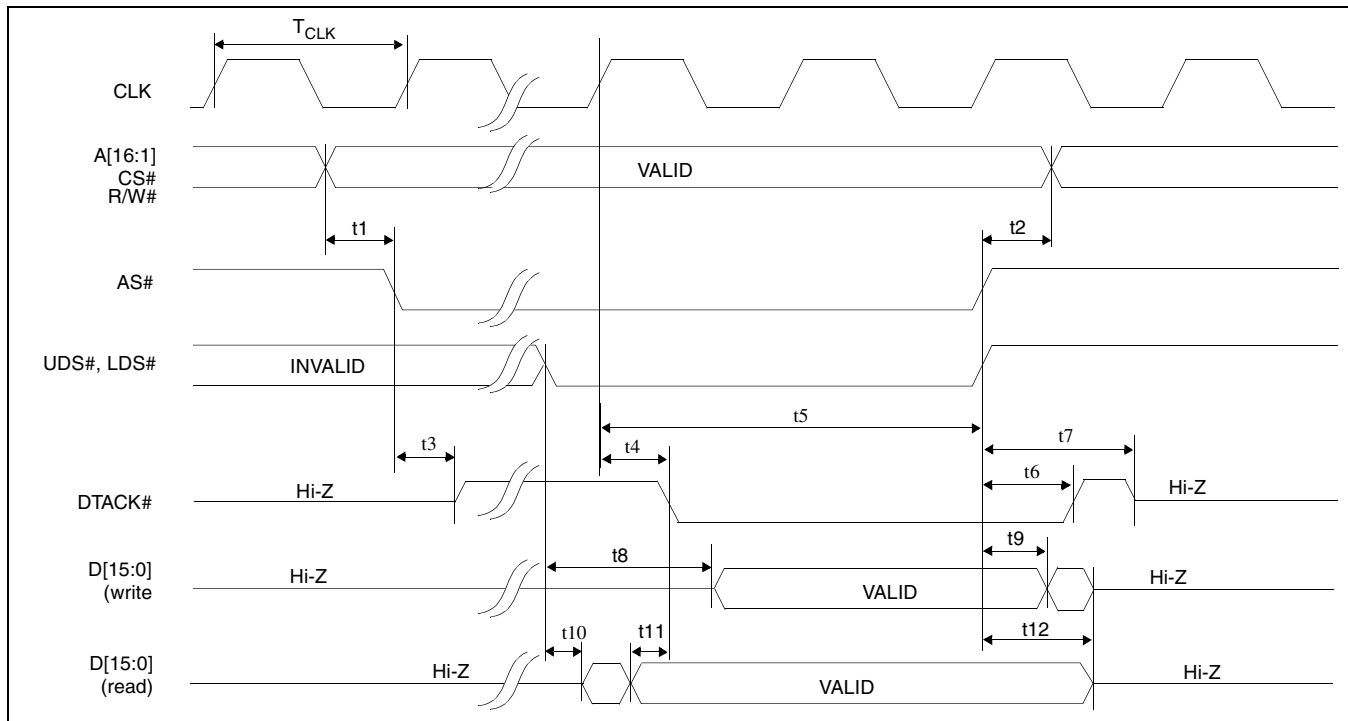 TCLK
CLK
A[16:1]
CS#
R/W#
VALID
t1
t2
AS#
UDS#, LDS#
INVALID
t5
t3
t4
t7
t6
DTACK#
Hi-Z
Hi-Z
t9
t8
D[15:0]
(write
Hi-Z
VALID
Hi-Z
t10
t11
t12
D[15:0]
(read)
Hi-Z
VALID
Hi-Z